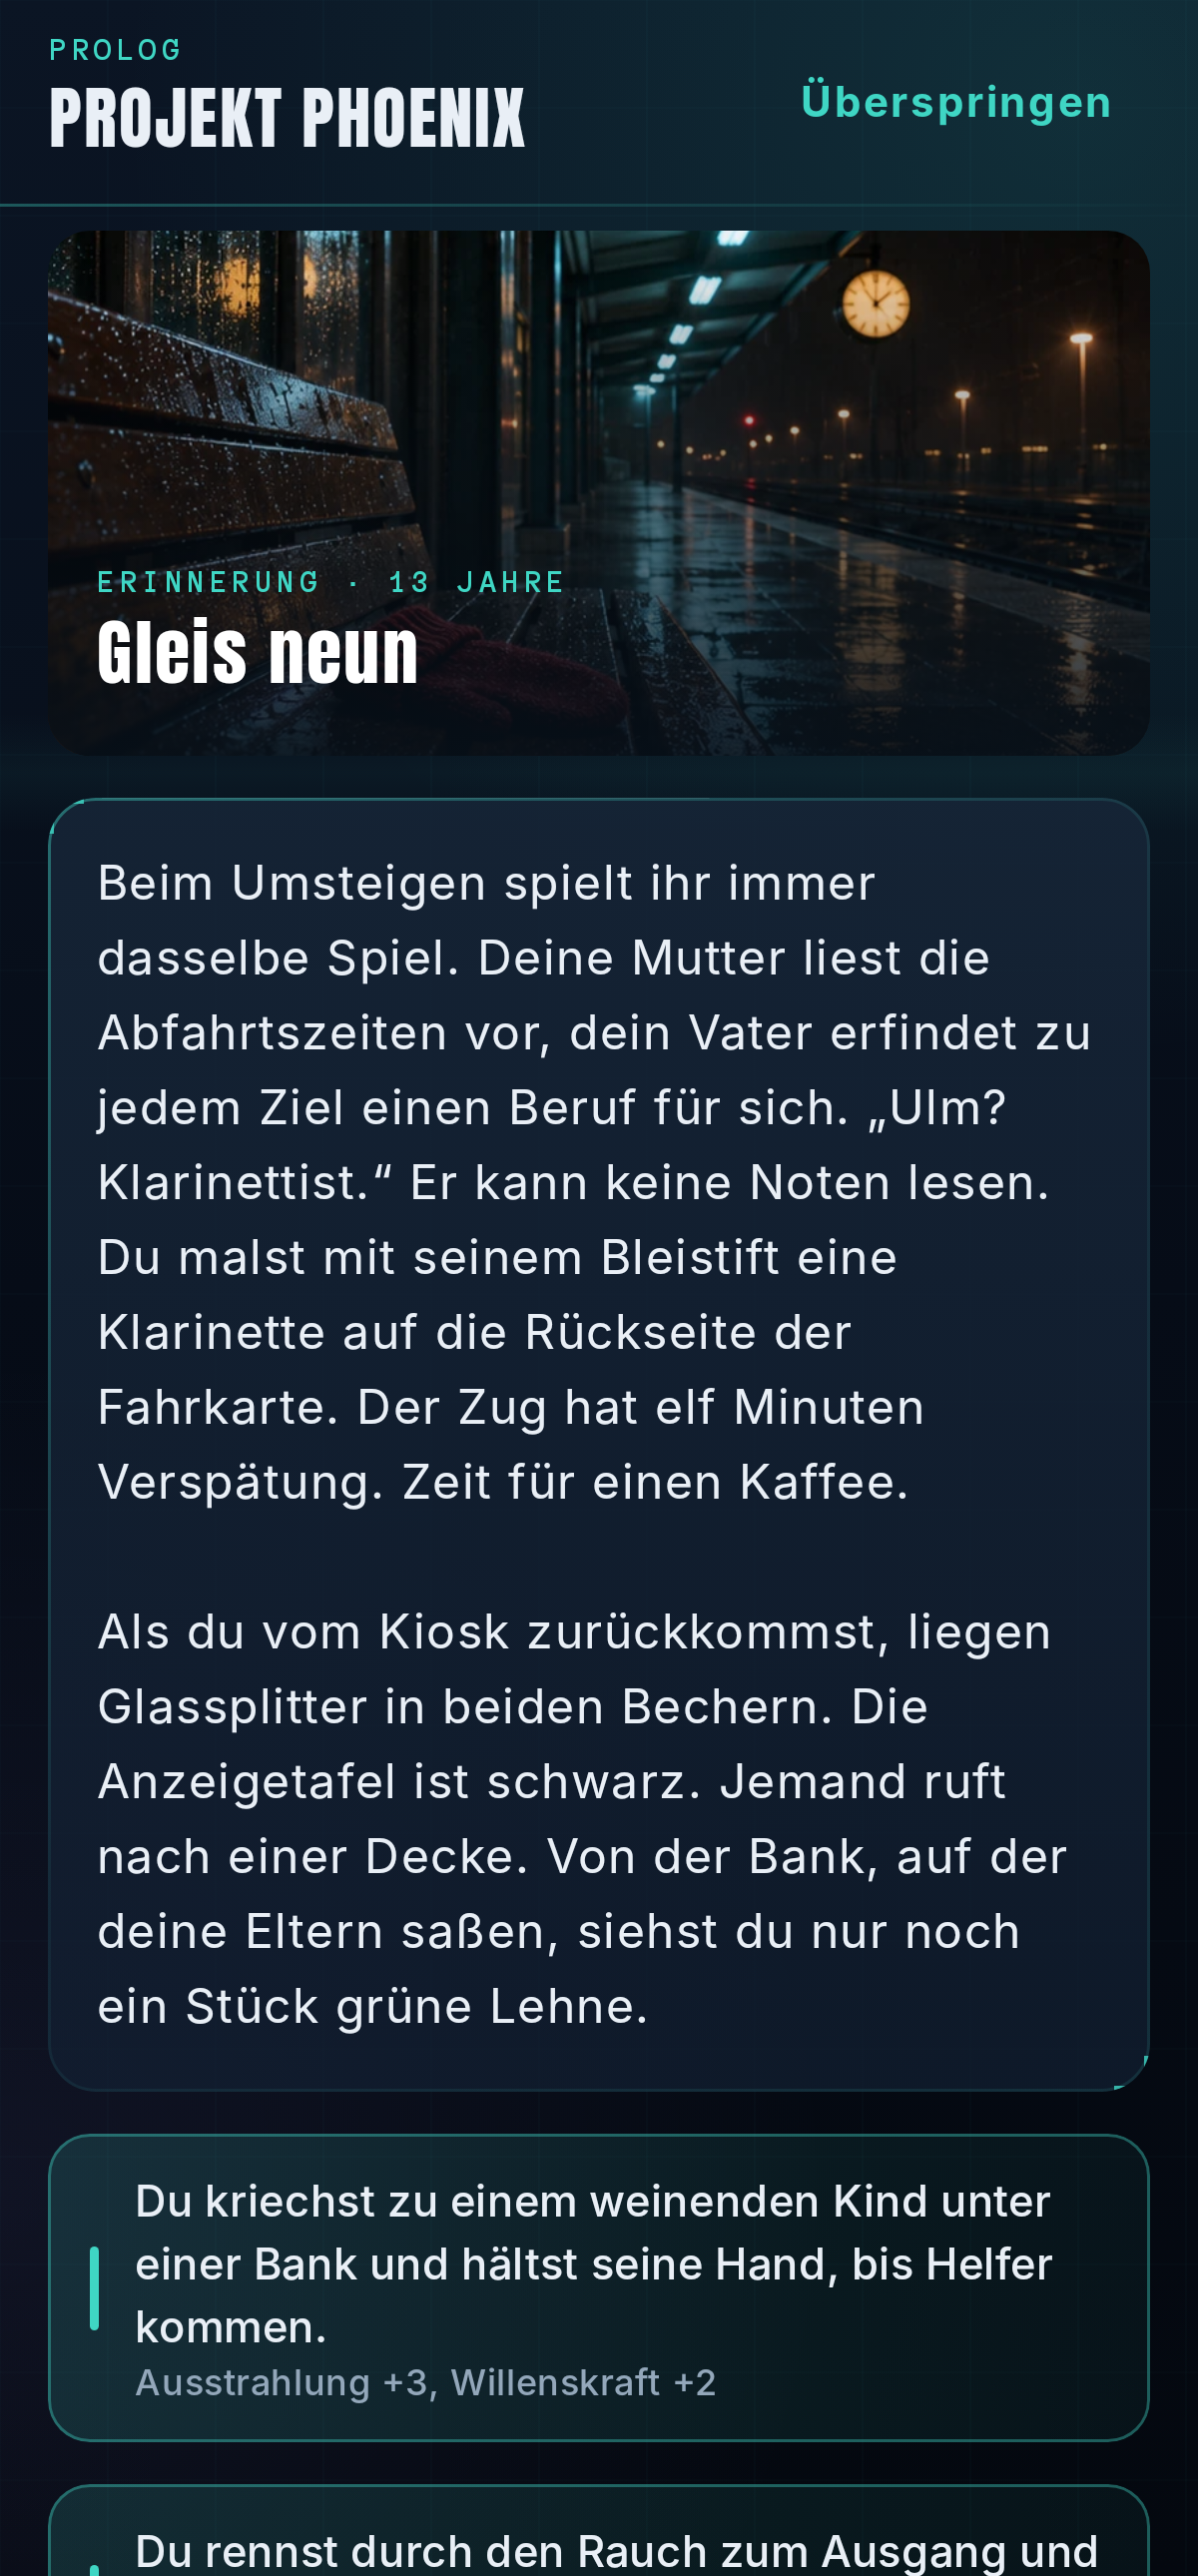 PROLOG
PROJEKT PHOENIX
Überspringen
ERINNERUNG · 13 JAHRE
Gleis neun
Beim Umsteigen spielt ihr immer
dasselbe Spiel. Deine Mutter liest die
Abfahrtszeiten vor, dein Vater erfindet zu
jedem Ziel einen Beruf für sich. „Ulm?
Klarinettist.“ Er kann keine Noten lesen.
Du malst mit seinem Bleistift eine
Klarinette auf die Rückseite der
Fahrkarte. Der Zug hat elf Minuten
Verspätung. Zeit für einen Kaffee.
Als du vom Kiosk zurückkommst, liegen
Glassplitter in beiden Bechern. Die
Anzeigetafel ist schwarz. Jemand ruft
nach einer Decke. Von der Bank, auf der
deine Eltern saßen, siehst du nur noch
ein Stück grüne Lehne.
Du kriechst zu einem weinenden Kind unter
einer Bank und hältst seine Hand, bis Helfer
kommen.
Ausstrahlung +3, Willenskraft +2
Du rennst durch den Rauch zum Ausgang und